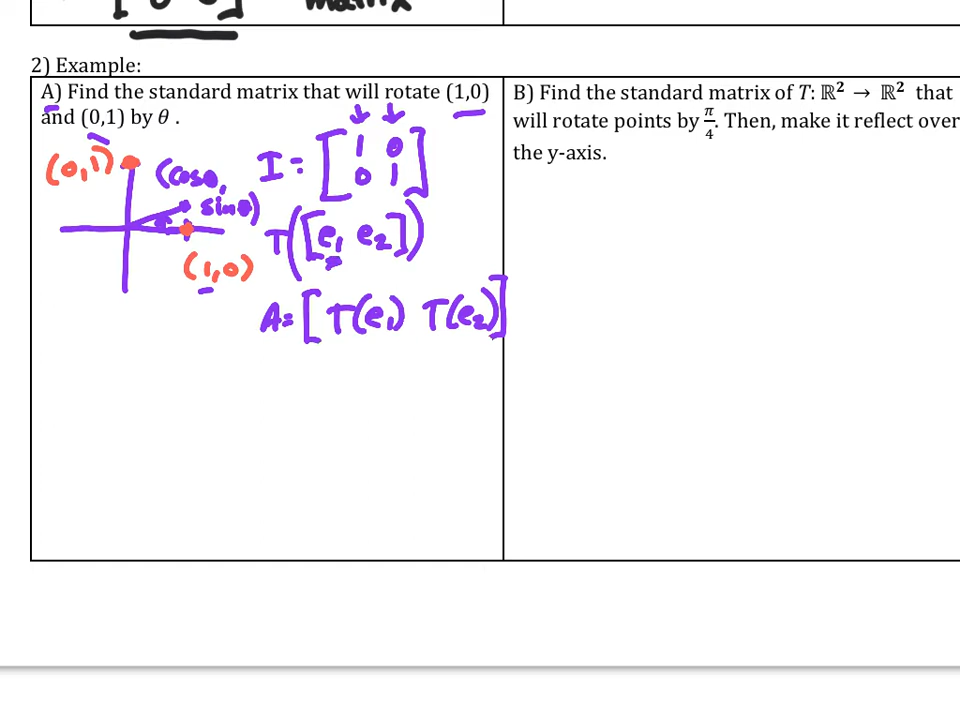 matrix
2) Example:
A) Find the standard matrix that will rotate (1,0)
and (0,1) by θ .
(0,1)
(cosθ,
sinθ)
(1,0)
I = [1 0
0 1]
T([e₁ e₂])
A = [T(e₁) T(e₂)]
B) Find the standard matrix of T: ℝ² → ℝ² that
will rotate points by π/4. Then, make it reflect over
the y-axis.